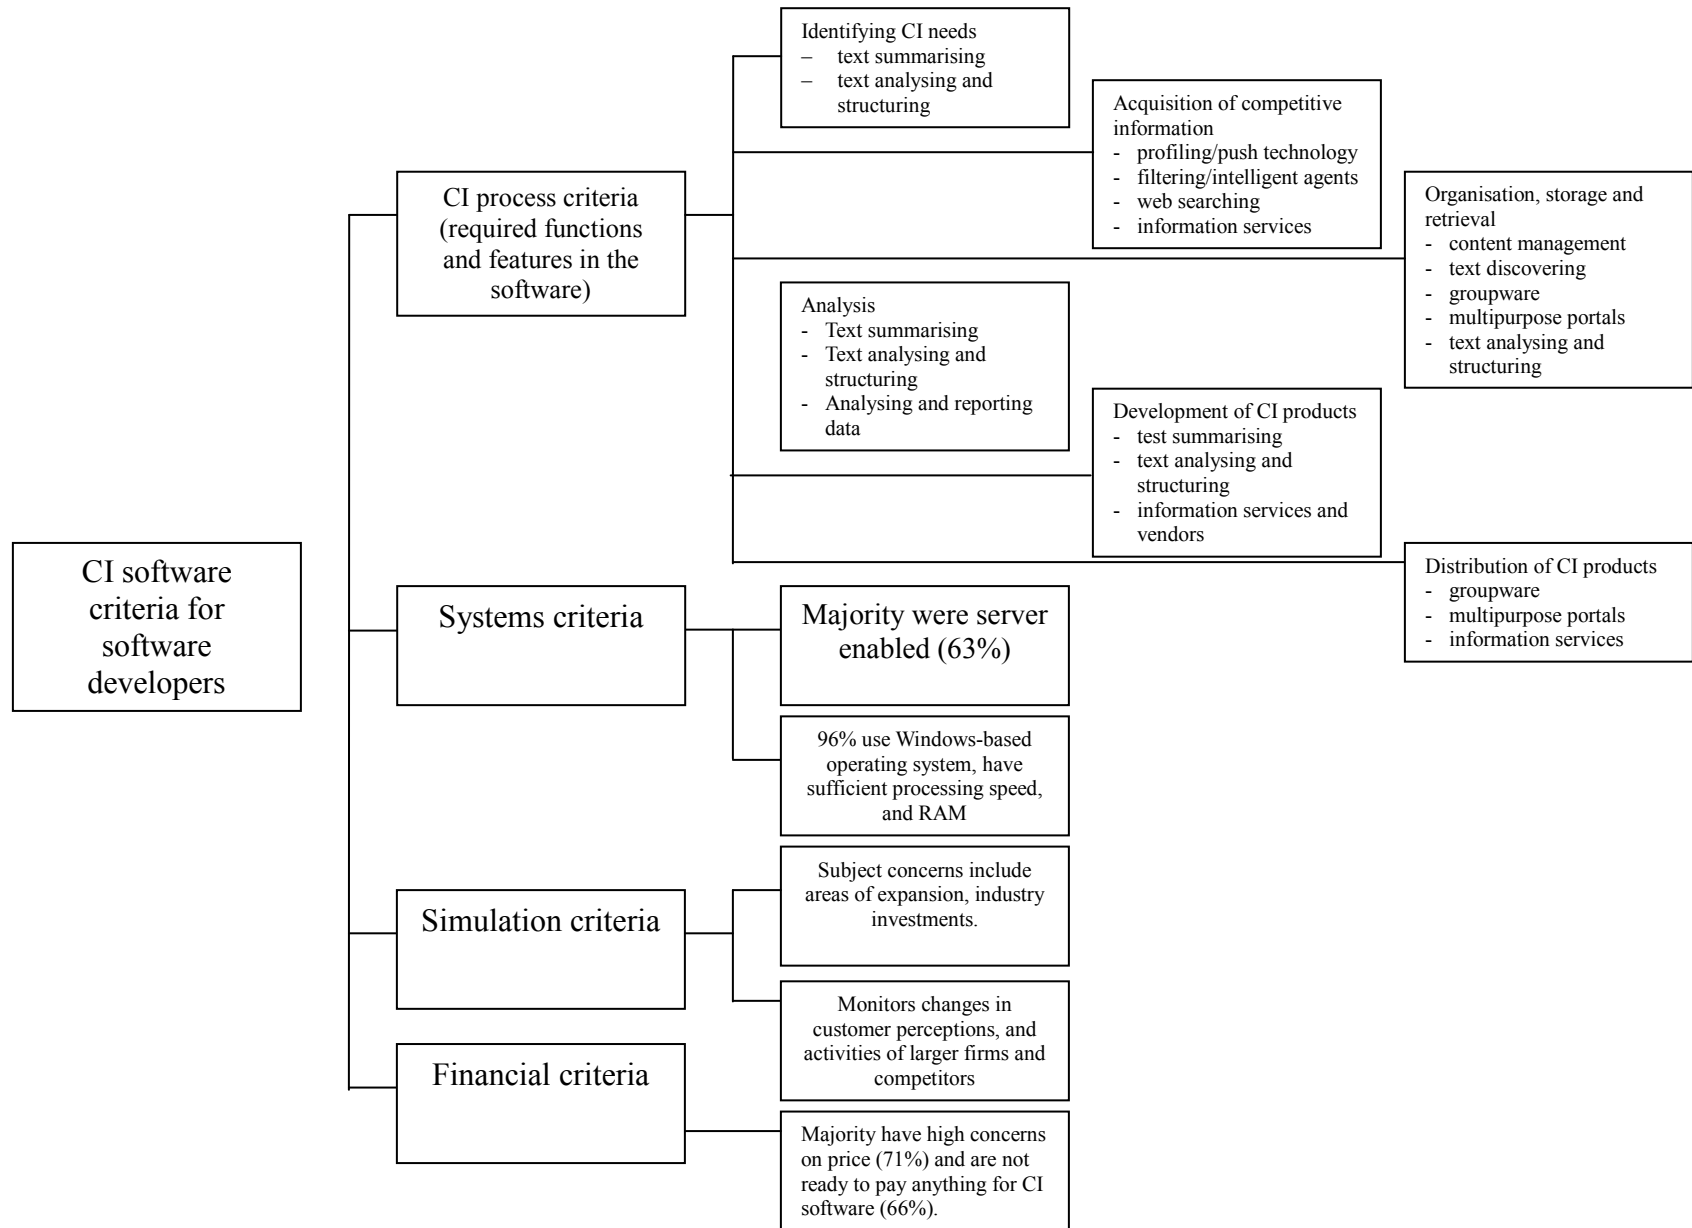 CI software
criteria for
software
developers
CI process criteria
(required functions
and features in the
software)
Identifying CI needs
– text summarising
– text analysing and
structuring
Acquisition of competitive
information
- profiling/push technology
- filtering/intelligent agents
- web searching
- information services
Organisation, storage and
retrieval
- content management
- text discovering
- groupware
- multipurpose portals
- text analysing and
structuring
Analysis
- Text summarising
- Text analysing and
structuring
- Analysing and reporting
data
Development of CI products
- test summarising
- text analysing and
structuring
- information services and
vendors
Distribution of CI products
- groupware
- multipurpose portals
- information services
Systems criteria
Majority were server
enabled (63%)
96% use Windows-based
operating system, have
sufficient processing speed,
and RAM
Simulation criteria
Subject concerns include
areas of expansion, industry
investments.
Monitors changes in
customer perceptions, and
activities of larger firms and
competitors
Financial criteria
Majority have high concerns
on price (71%) and are not
ready to pay anything for CI
software (66%).